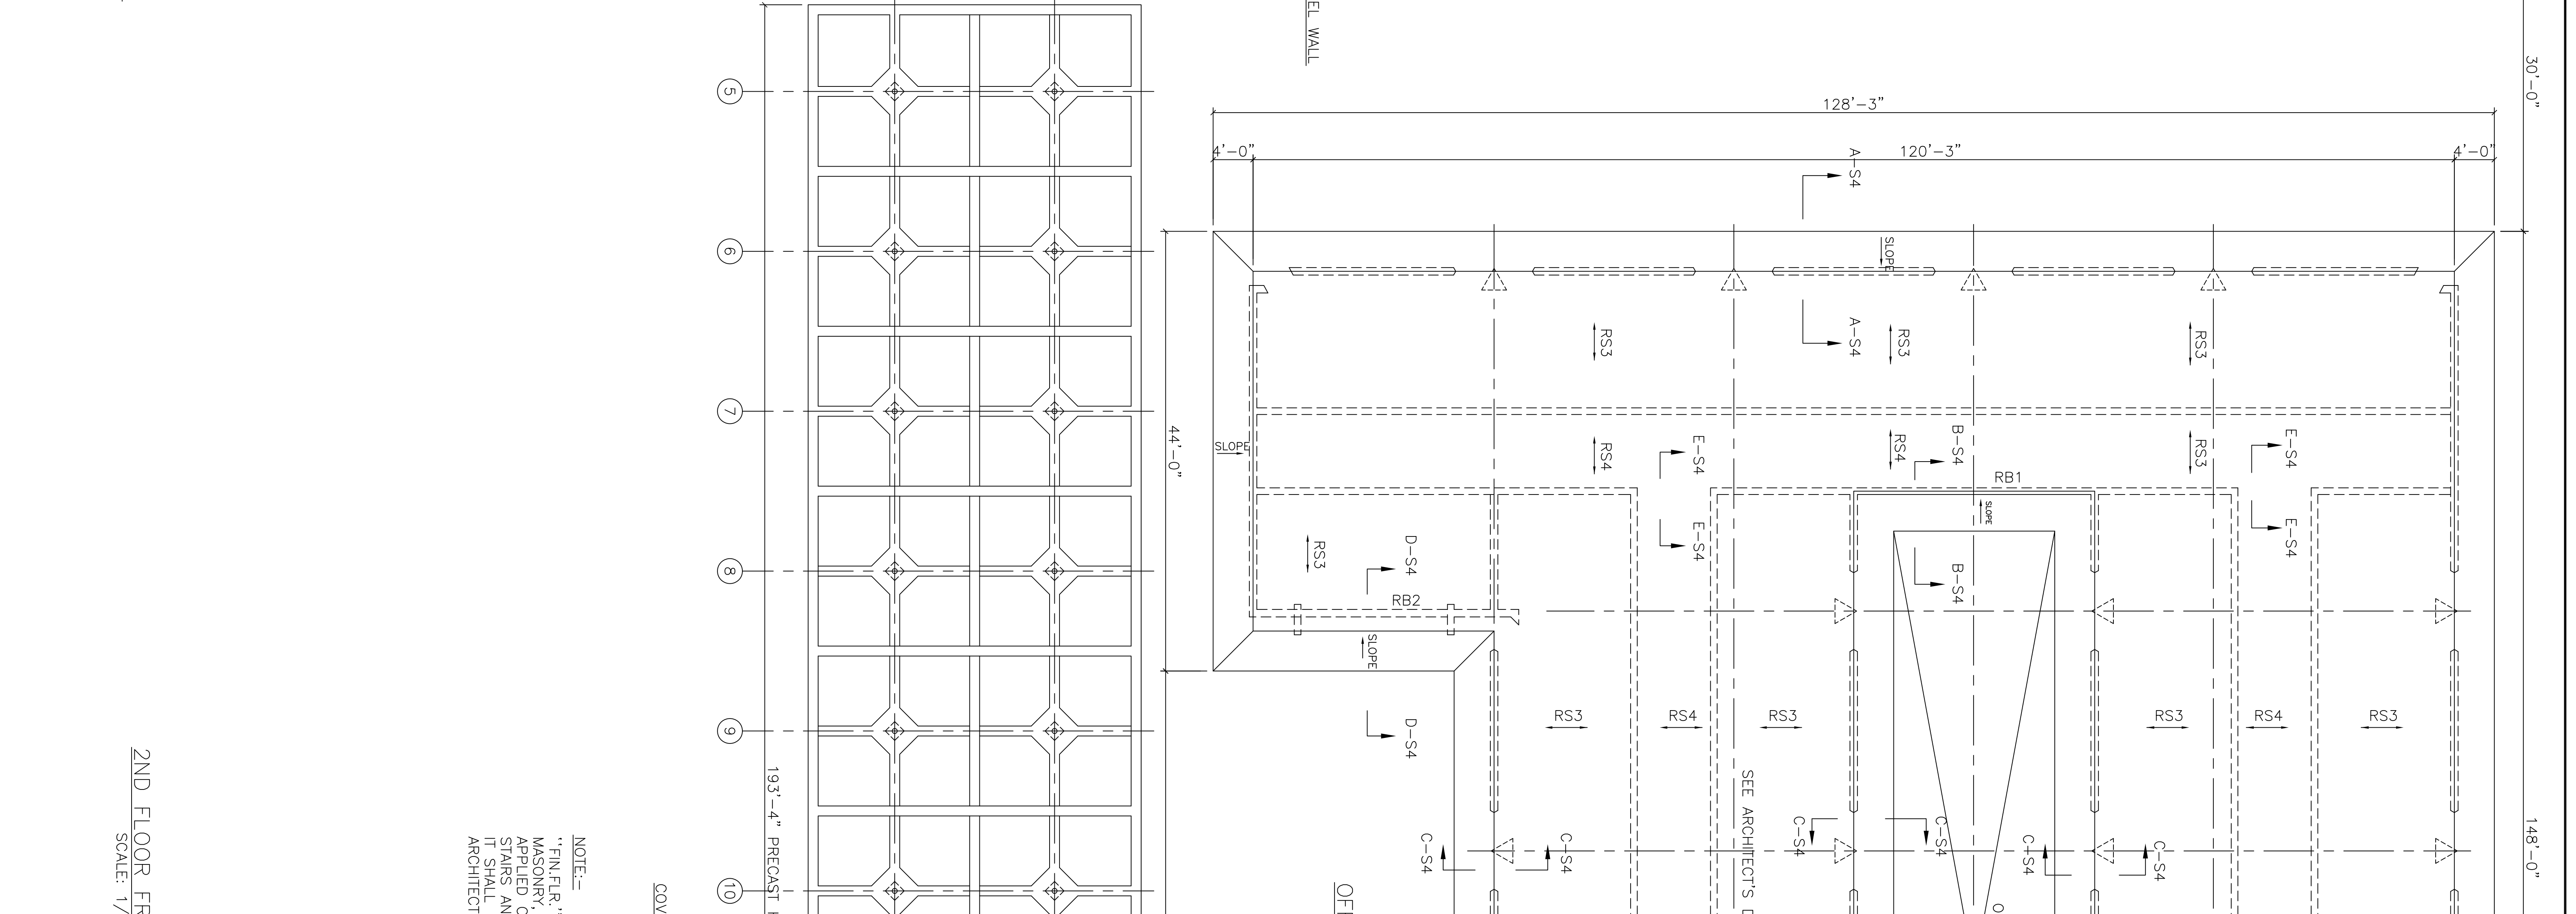 EL WALL
30'-0"
128'-3"
4'-0"
120'-3"
4'-0"
A-S4
SLOPE
A-S4
RS3
RS3
RS3
44'-0"
SLOPE
RS4
E-S4
RS4
B-S4
RS3
E-S4
RB1
SLOPE
RS3
D-S4
E-S4
B-S4
E-S4
RB2
SLOPE
D-S4
RS3
RS4
RS3
RS3
RS4
RS3
148'-0"
SEE ARCHITECT'S D
C-S4
C-S4
C-S4
C-S4
C-S4
C-S4
O
OF
5
6
7
8
9
10
193'-4" PRECAST
COV
NOTE:-
"FIN.FLR."
MASONRY,
APPLIED
STAIRS AN
IT SHALL
ARCHITECT
2ND FLOOR FR
SCALE: 1/